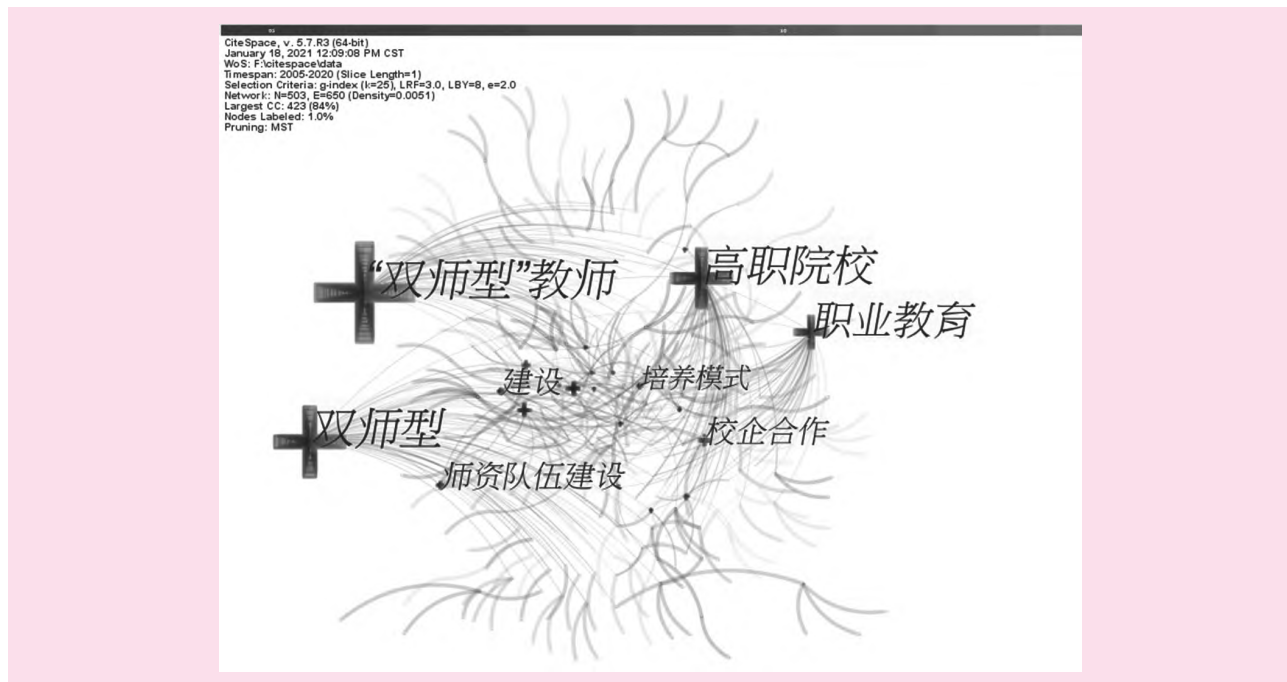 CiteSpace, v. 5.7.R3 (64-bit)
January 18, 2021 12:09:08 PM CST
WoS: F:\citespace\data
Timespan: 2005-2020 (Slice Length=1)
Selection Criteria: g-index (k=25), LRF=3.0, LBY=8, e=2.0
Network: N=503, E=650 (Density=0.0051)
Largest CC: 423 (84%)
Nodes Labeled: 1.0%
Pruning: MST
“双师型”教师
高职院校
职业教育
建设
培养模式
双师型
校企合作
师资队伍建设